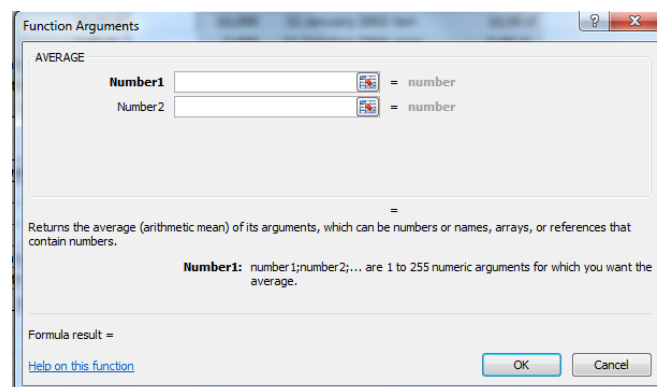 Function Arguments
AVERAGE
Number1 = number
Number2 = number
=
Returns the average (arithmetic mean) of its arguments, which can be numbers or names, arrays, or references that
contain numbers.
Number1: number1;number2;... are 1 to 255 numeric arguments for which you want the
average.
Formula result =
Help on this function
OK Cancel